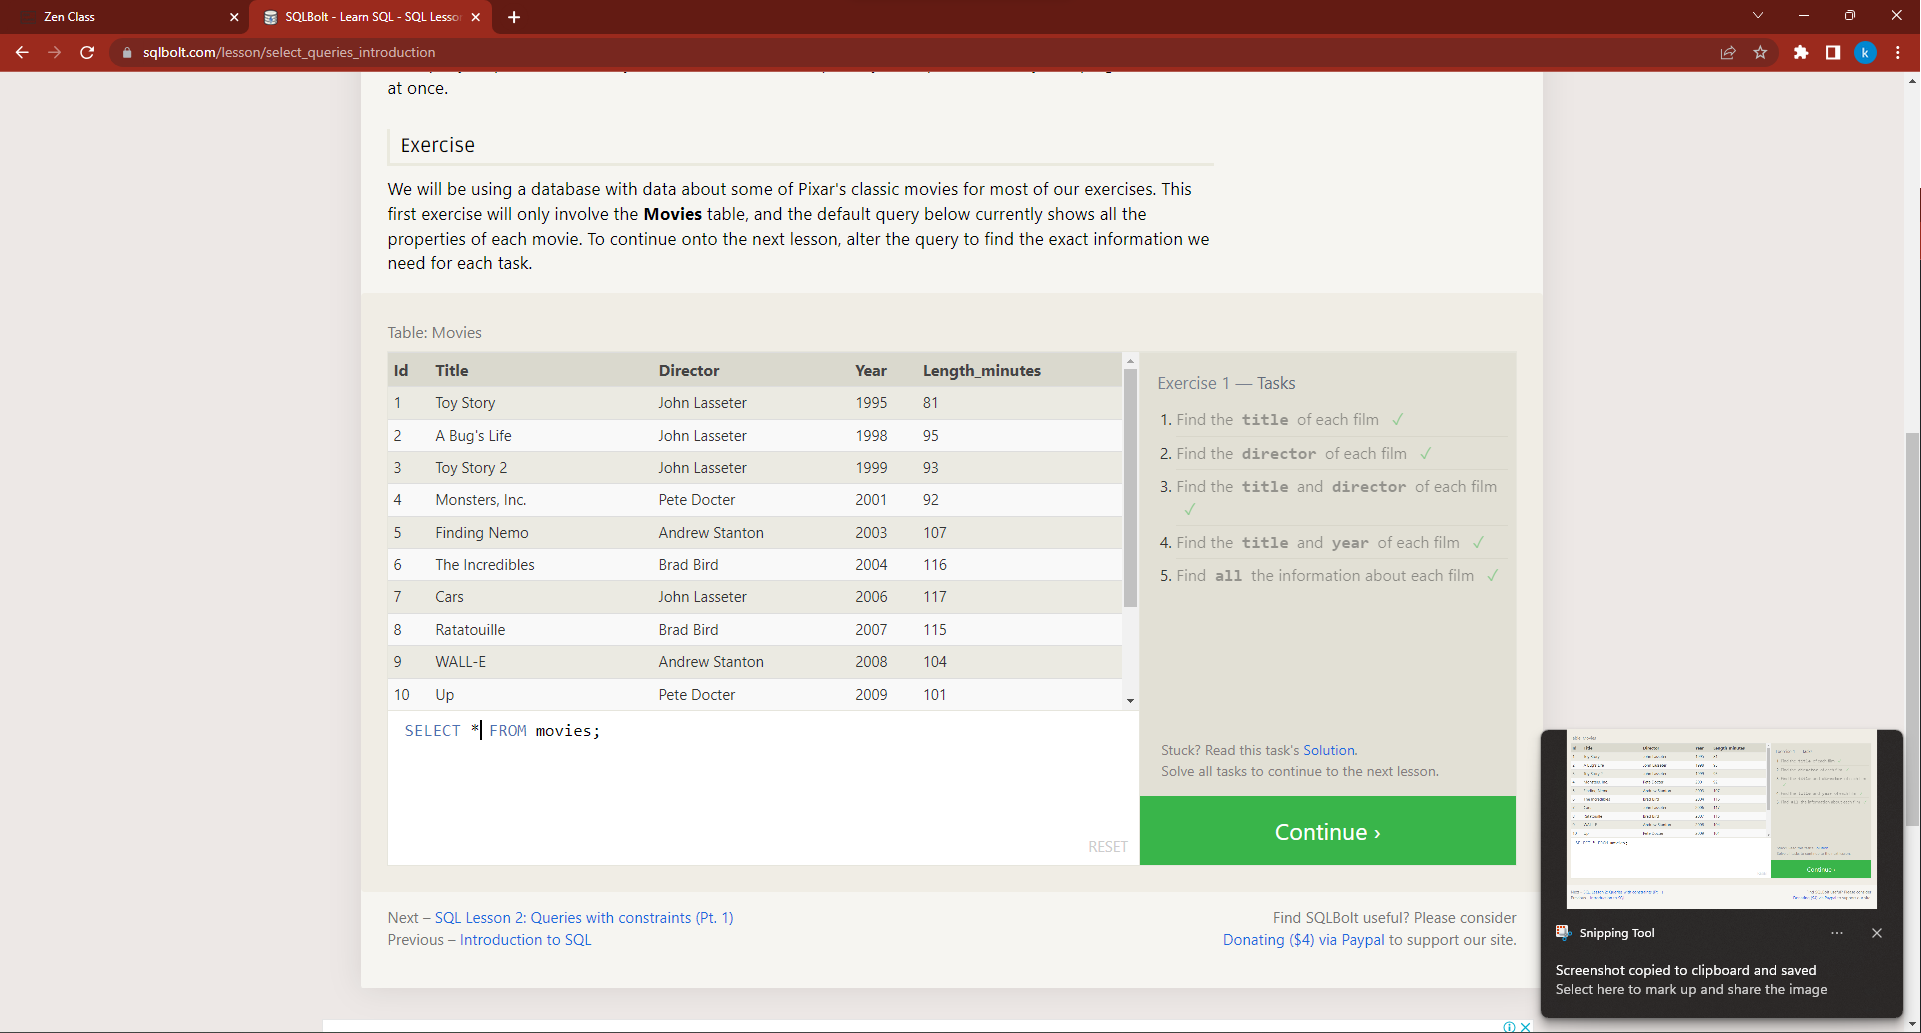 Zen Class
SQLBolt - Learn SQL - SQL Lesso
sqlbolt.com/lesson/select_queries_introduction
k
at once.
Exercise
We will be using a database with data about some of Pixar's classic movies for most of our exercises. This
first exercise will only involve the Movies table, and the default query below currently shows all the
properties of each movie. To continue onto the next lesson, alter the query to find the exact information we
need for each task.
Table: Movies
Id Title Director Year Length_minutes
1 Toy Story John Lasseter 1995 81
2 A Bug's Life John Lasseter 1998 95
3 Toy Story 2 John Lasseter 1999 93
4 Monsters, Inc. Pete Docter 2001 92
5 Finding Nemo Andrew Stanton 2003 107
6 The Incredibles Brad Bird 2004 116
7 Cars John Lasseter 2006 117
8 Ratatouille Brad Bird 2007 115
9 WALL-E Andrew Stanton 2008 104
10 Up Pete Docter 2009 101
SELECT * FROM movies;
RESET
Exercise 1 — Tasks
1. Find the title of each film ✓
2. Find the director of each film ✓
3. Find the title and director of each film
✓
4. Find the title and year of each film ✓
5. Find all the information about each film ✓
Stuck? Read this task's Solution.
Solve all tasks to continue to the next lesson.
Continue ›
Next – SQL Lesson 2: Queries with constraints (Pt. 1)
Previous – Introduction to SQL
Find SQLBolt useful? Please consider
Donating ($4) via Paypal to support our site.
Snipping Tool
Screenshot copied to clipboard and saved
Select here to mark up and share the image